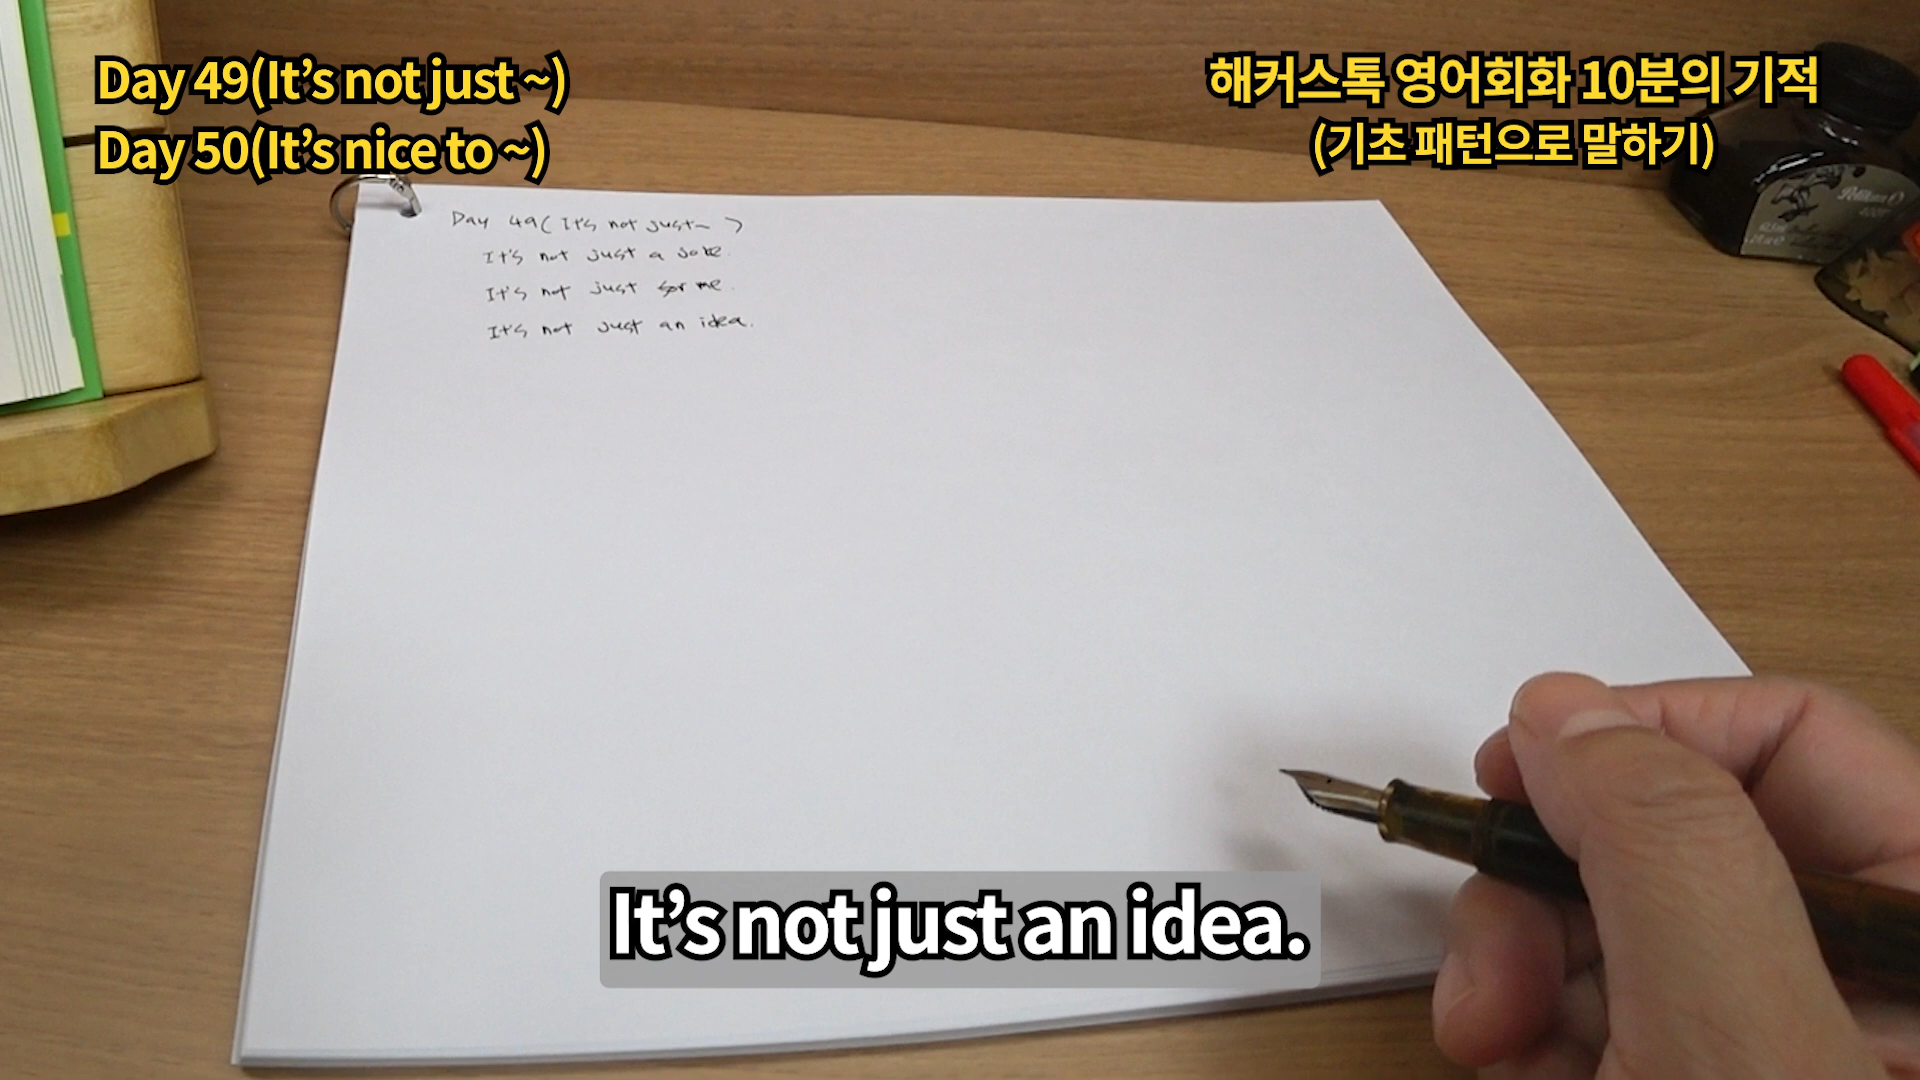 Day 49(It's not just ~)
Day 50(It's nice to ~)
해커스톡 영어회화 10분의 기적
(기초 패턴으로 말하기)
Day 49(It's not just~ )
It's not just a joke.
It's not just for me.
It's not just an idea.
Pelikan
It's not just an idea.